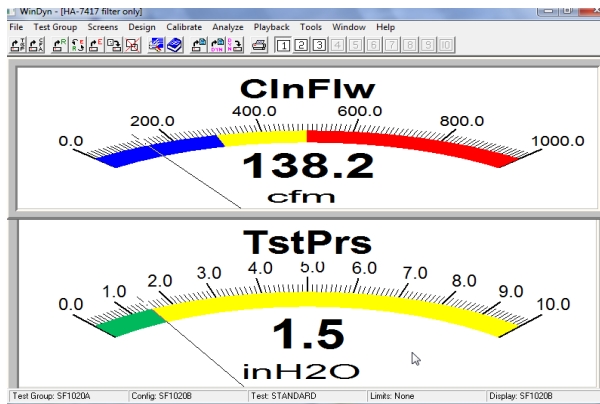 WinDyn - [HA-7417 filter only]
File Test Group Screens Design Calibrate Analyze Playback Tools Window Help
1 2 3 4 5 6 7 8 9 10
ClnFlw
0.0 200.0 400.0 600.0 800.0 1000.0
138.2
cfm
TstPrs
0.0 1.0 2.0 3.0 4.0 5.0 6.0 7.0 8.0 9.0 10.0
1.5
inH2O
Test Group: SF1020A Config: SF1020B Test: STANDARD Limits: None Display: SF1020B